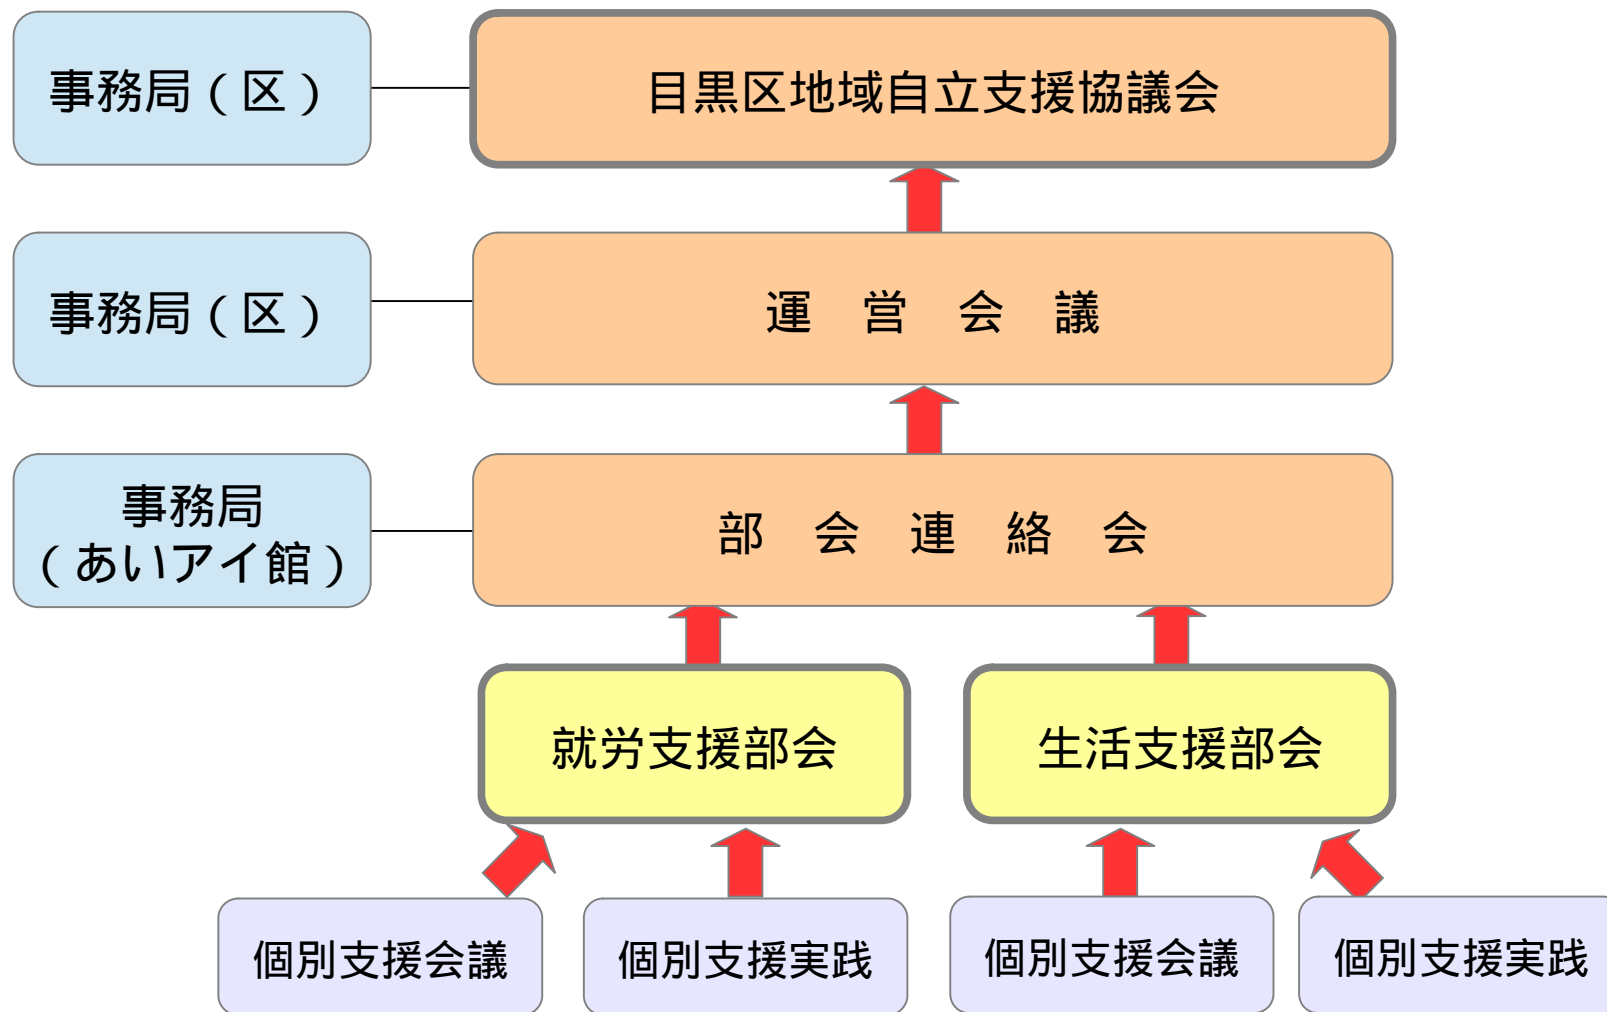 事務局(区)
目黒区地域自立支援協議会
事務局(区)
運 営 会 議
事務局
(あいアイ館)
部 会 連 絡 会
就労支援部会
生活支援部会
個別支援会議
個別支援実践
個別支援会議
個別支援実践